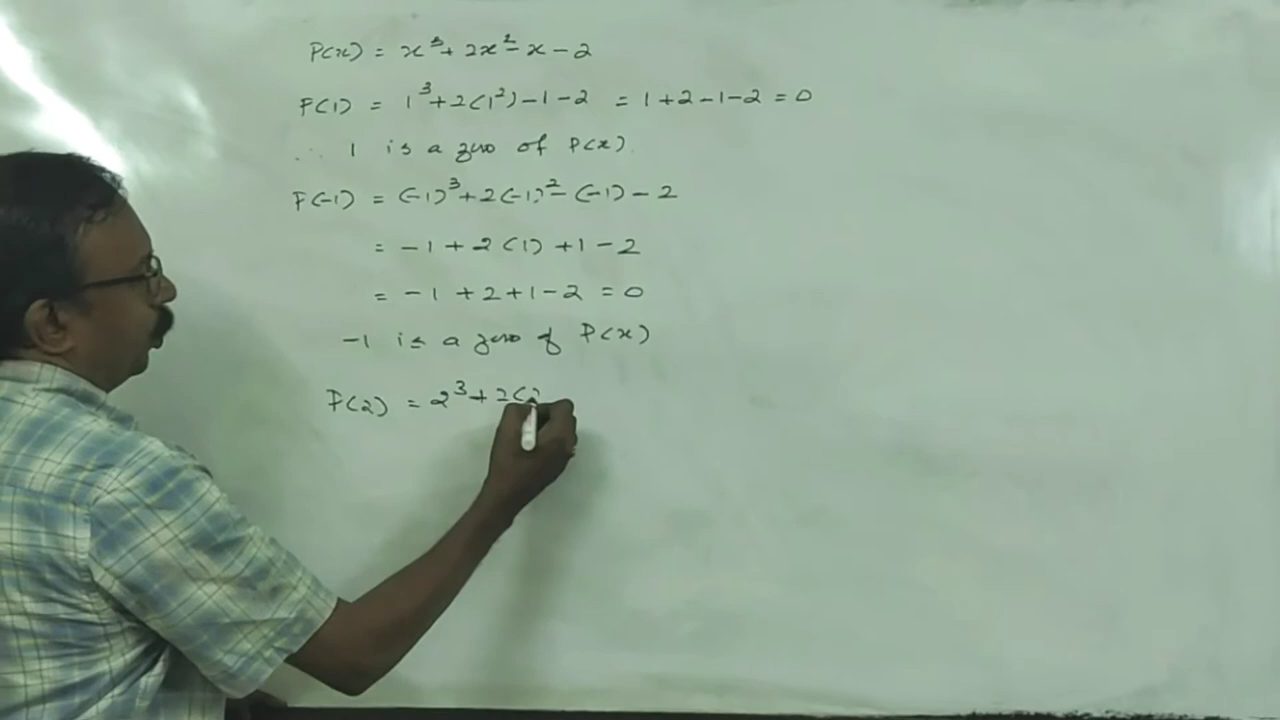 P(x) = x³ + 2x² - x - 2
P(1) = 1³ + 2(1²) - 1 - 2 = 1 + 2 - 1 - 2 = 0
∴ 1 is a zero of P(x)
P(-1) = (-1)³ + 2(-1)² - (-1) - 2
= -1 + 2(1) + 1 - 2
= -1 + 2 + 1 - 2 = 0
-1 is a zero of P(x)
P(2) = 2³ + 2(2